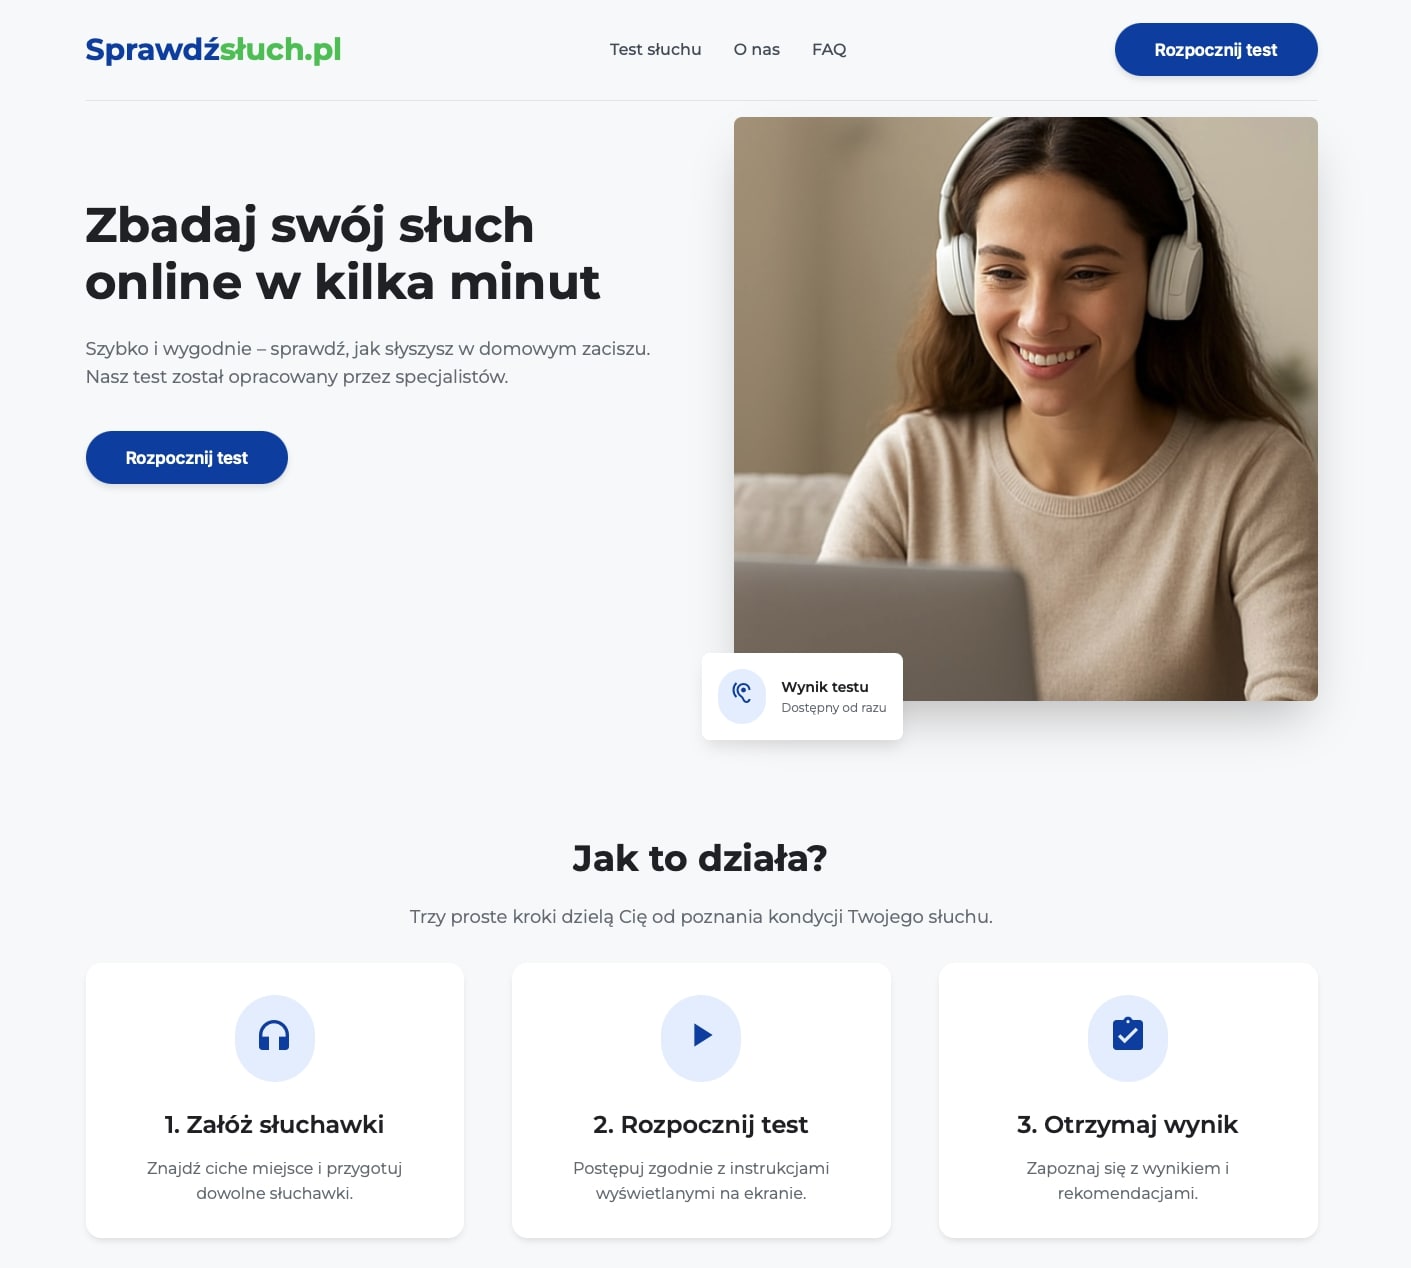 Sprawdźsłuch.pl
Test słuchu
O nas
FAQ
Rozpocznij test
Zbadaj swój słuch
online w kilka minut
Szybko i wygodnie – sprawdź, jak słyszysz w domowym zaciszu.
Nasz test został opracowany przez specjalistów.
Rozpocznij test
Wynik testu
Dostępny od razu
Jak to działa?
Trzy proste kroki dzielą Cię od poznania kondycji Twojego słuchu.
1. Załóż słuchawki
Znajdź ciche miejsce i przygotuj
dowolne słuchawki.
2. Rozpocznij test
Postępuj zgodnie z instrukcjami
wyświetlanymi na ekranie.
3. Otrzymaj wynik
Zapoznaj się z wynikiem i
rekomendacjami.